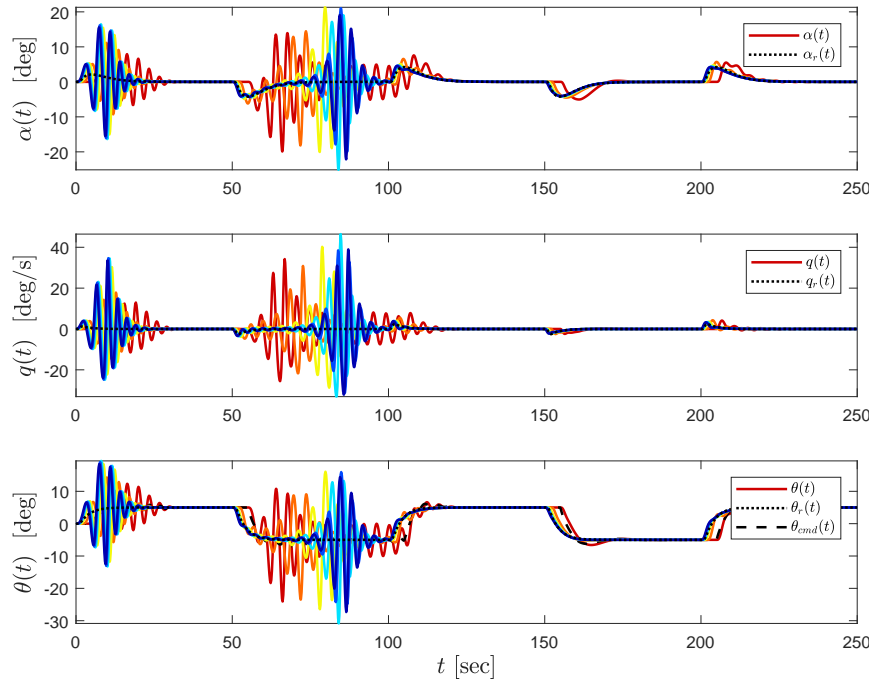 20
10
0
-10
-20
α(t) [deg]
α(t)
α_r(t)
0 50 100 150 200 250
40
20
0
-20
q(t) [deg/s]
q(t)
q_r(t)
0 50 100 150 200 250
10
0
-10
-20
-30
θ(t) [deg]
θ(t)
θ_r(t)
θ_cmd(t)
0 50 100 150 200 250
t [sec]